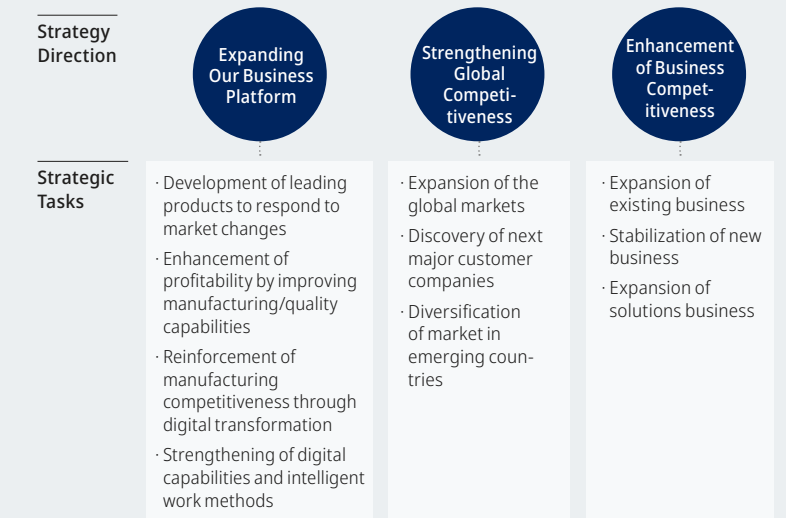 Strategy
Direction
Expanding
Our Business
Platform
Strengthening
Global
Competi-
tiveness
Enhancement
of Business
Compet-
itiveness
Strategic
Tasks
· Development of leading
products to respond to
market changes
· Enhancement of
profitability by improving
manufacturing/quality
capabilities
· Reinforcement of
manufacturing
competitiveness through
digital transformation
· Strengthening of digital
capabilities and intelligent
work methods
· Expansion of the
global markets
· Discovery of next
major customer
companies
· Diversification
of market in
emerging coun-
tries
· Expansion of
existing business
· Stabilization of new
business
· Expansion of
solutions business